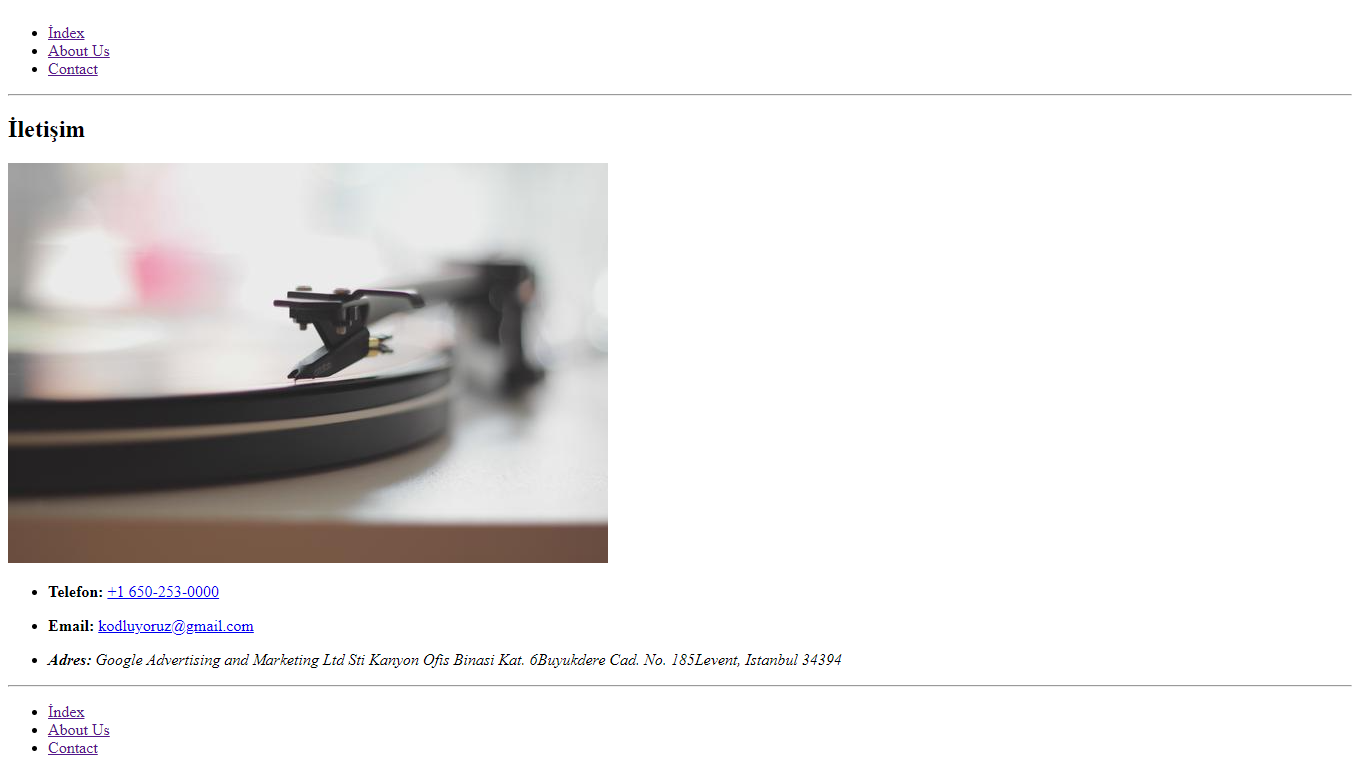 İndex
About Us
Contact
İletişim
Telefon: +1 650-253-0000
Email: kodluyoruz@gmail.com
Adres: Google Advertising and Marketing Ltd Sti Kanyon Ofis Binasi Kat. 6Buyukdere Cad. No. 185Levent, Istanbul 34394
İndex
About Us
Contact